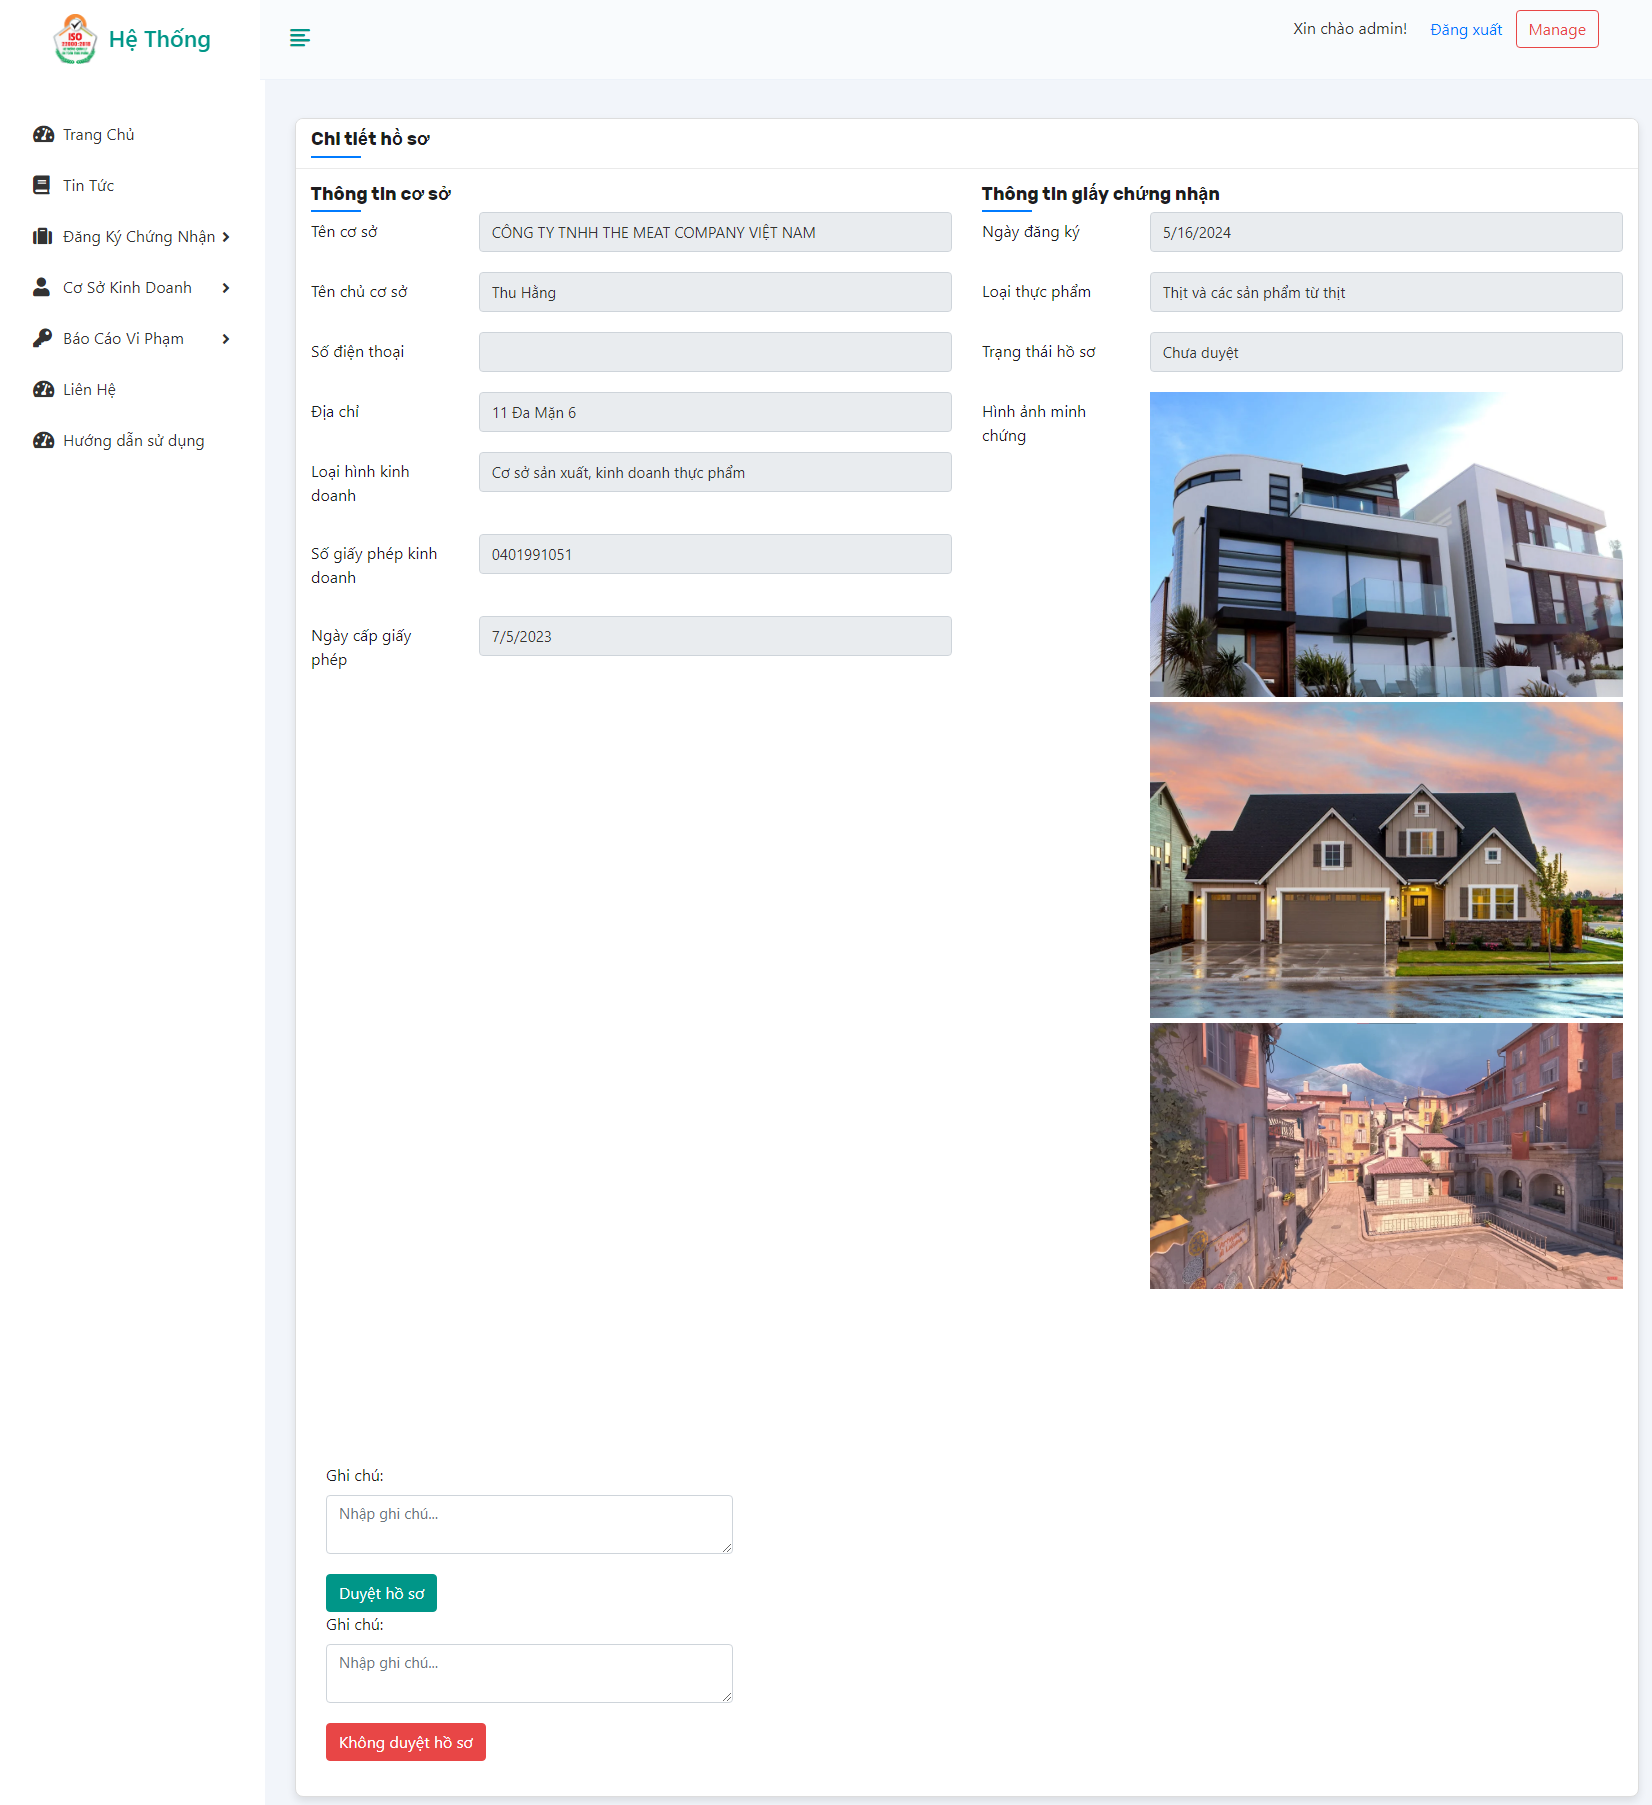 ISO
22000:2018
Hệ Thống
Xin chào admin!
Đăng xuất
Manage
Trang Chủ
Tin Tức
Đăng Ký Chứng Nhận
Cơ Sở Kinh Doanh
Báo Cáo Vi Phạm
Liên Hệ
Hướng dẫn sử dụng
Chi tiết hồ sơ
Thông tin cơ sở
Tên cơ sở
CÔNG TY TNHH THE MEAT COMPANY VIỆT NAM
Tên chủ cơ sở
Thu Hằng
Số điện thoại
Địa chỉ
11 Đa Mặn 6
Loại hình kinh
doanh
Cơ sở sản xuất, kinh doanh thực phẩm
Số giấy phép kinh
doanh
0401991051
Ngày cấp giấy
phép
7/5/2023
Thông tin giấy chứng nhận
Ngày đăng ký
5/16/2024
Loại thực phẩm
Thịt và các sản phẩm từ thịt
Trạng thái hồ sơ
Chưa duyệt
Hình ảnh minh
chứng
Ghi chú:
Nhập ghi chú...
Duyệt hồ sơ
Ghi chú:
Nhập ghi chú...
Không duyệt hồ sơ